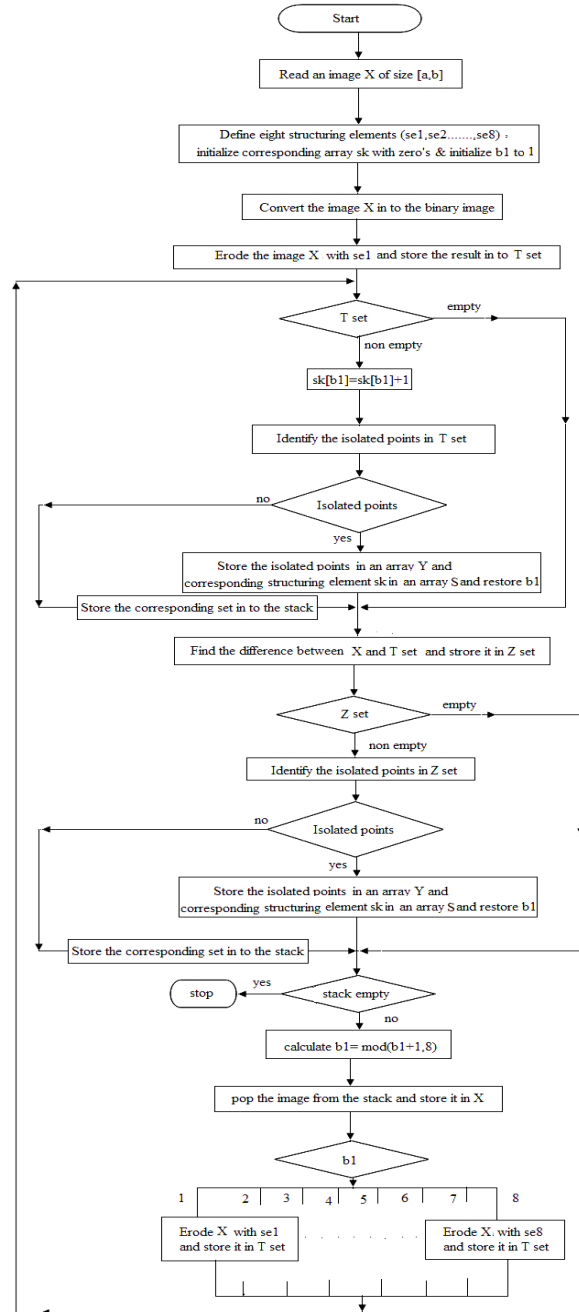 Start
Read an image X of size [a,b]
Define eight structuring elements (se1,se2.......,se8) ,
initialize corresponding array sk with zero's & initialize b1 to 1
Convert the image X in to the binary image
Erode the image X with se1 and store the result in to T set
T set
empty
non empty
sk[b1]=sk[b1]+1
Identify the isolated points in T set
no
Isolated points
yes
Store the isolated points in an array Y and
corresponding structuring element sk in an array S and restore b1
Store the corresponding set in to the stack
Find the difference between X and T set and strore it in Z set
Z set
empty
non empty
Identify the isolated points in Z set
no
Isolated points
yes
Store the isolated points in an array Y and
corresponding structuring element sk in an array S and restore b1
Store the corresponding set in to the stack
stop
yes
stack empty
no
calculate b1= mod(b1+1,8)
pop the image from the stack and store it in X
b1
1 2 3 4 5 6 7 8
Erode X with se1
and store it in T set
. . . . . . . .
Erode X. with se8
and store it in T set